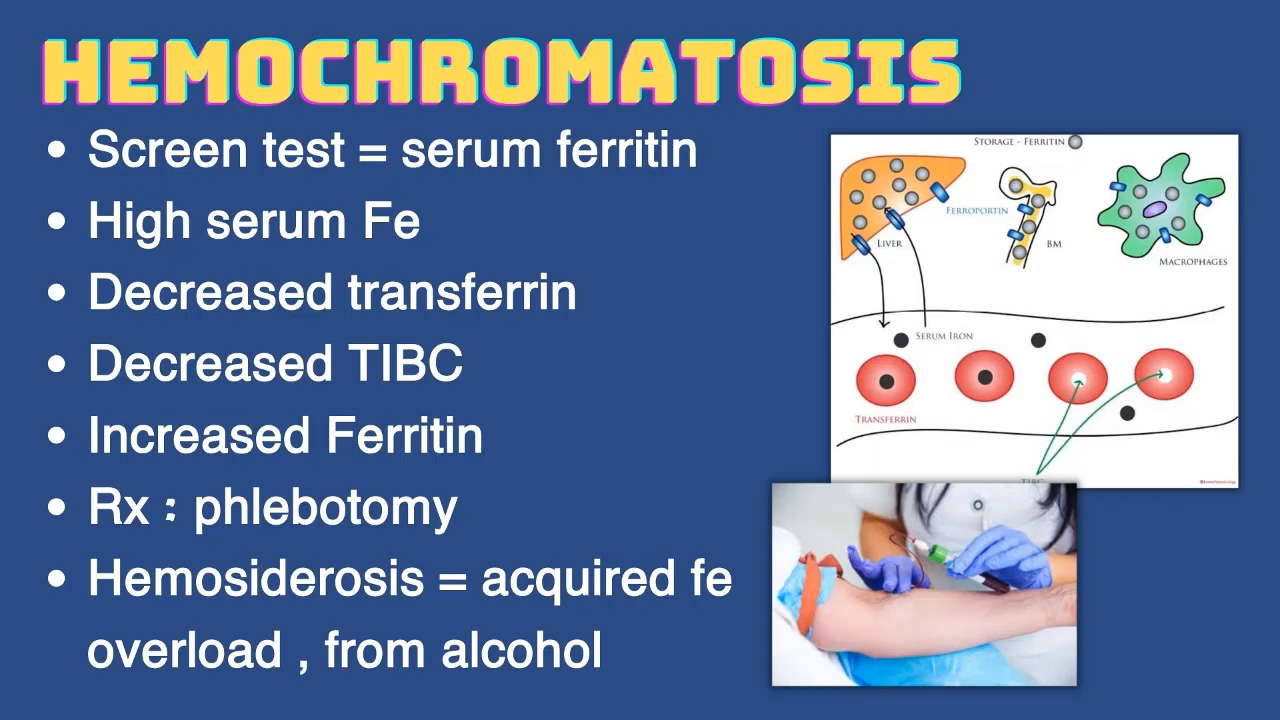 HEMOCHROMATOSIS
• Screen test = serum ferritin
• High serum Fe
• Decreased transferrin
• Decreased TIBC
• Increased Ferritin
• Rx : phlebotomy
• Hemosiderosis = acquired fe
overload , from alcohol
STORAGE - FERRITIN
FERROPORTIN
LIVER
BM
MACROPHAGES
SERUM IRON
TRANSFERRIN
TIBC